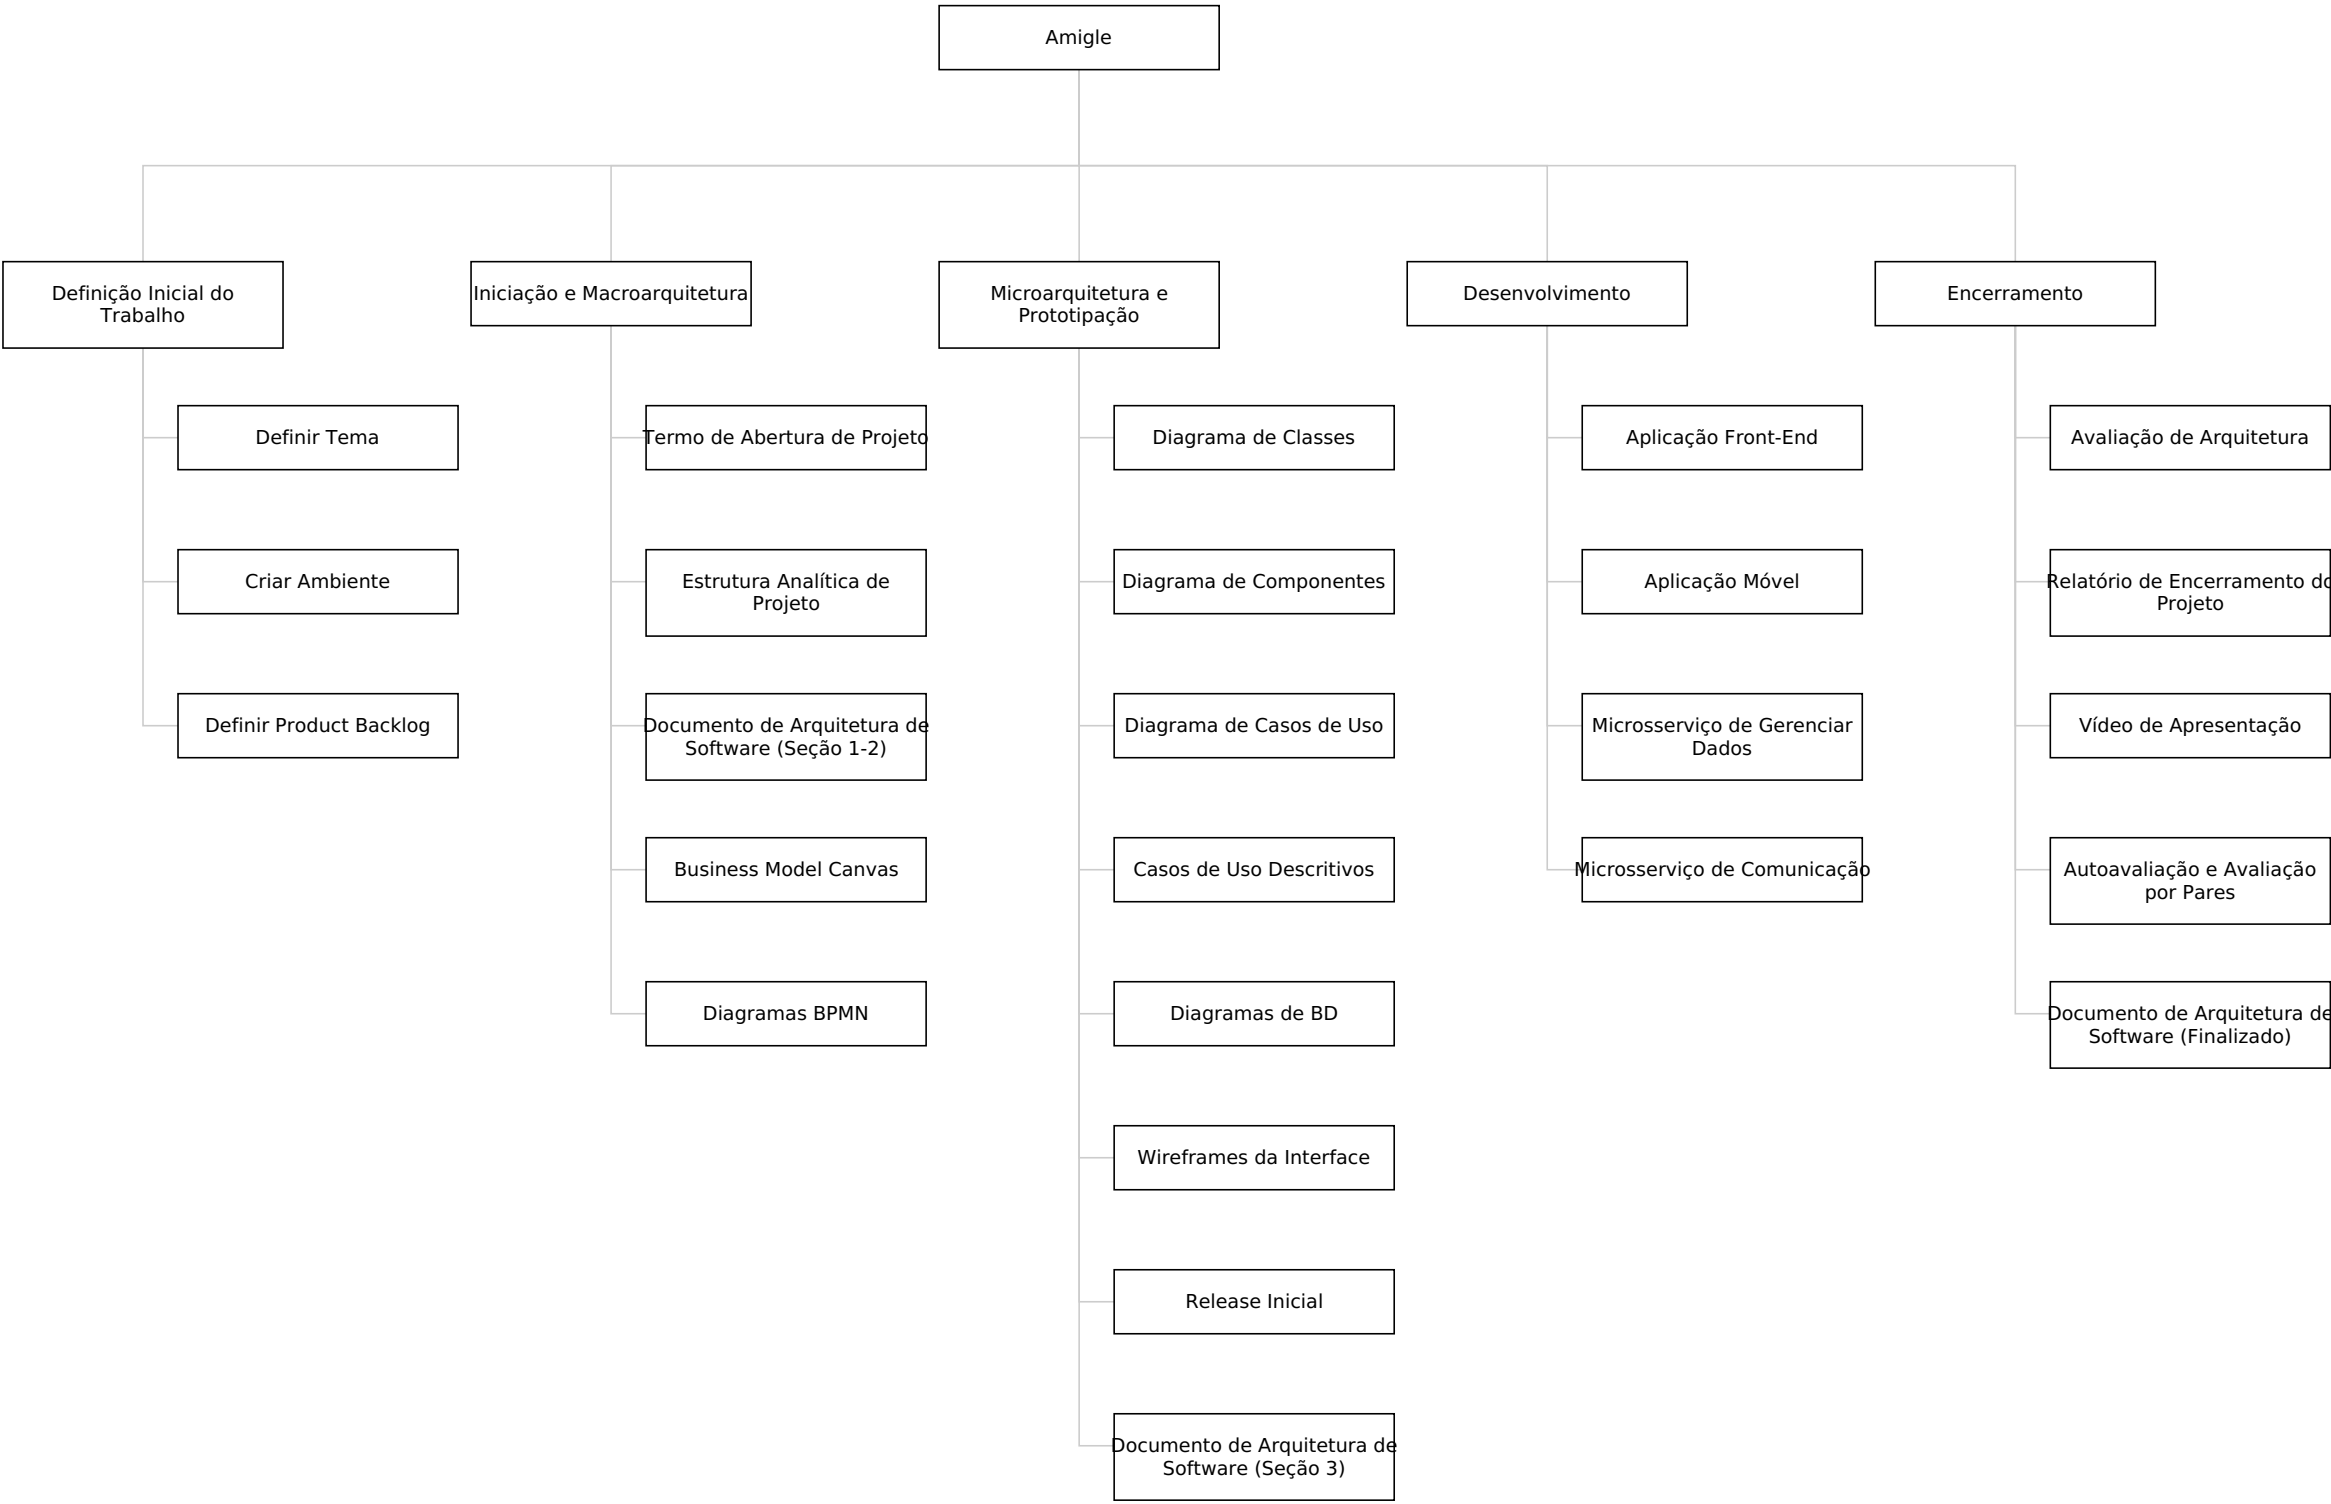 Amigle
Definição Inicial do
Trabalho
Definir Tema
Criar Ambiente
Definir Product Backlog
Iniciação e Macroarquitetura
Termo de Abertura de Projeto
Estrutura Analítica de
Projeto
Documento de Arquitetura de
Software (Seção 1-2)
Business Model Canvas
Diagramas BPMN
Microarquitetura e
Prototipação
Diagrama de Classes
Diagrama de Componentes
Diagrama de Casos de Uso
Casos de Uso Descritivos
Diagramas de BD
Wireframes da Interface
Release Inicial
Documento de Arquitetura de
Software (Seção 3)
Desenvolvimento
Aplicação Front-End
Aplicação Móvel
Microsserviço de Gerenciar
Dados
Microsserviço de Comunicação
Encerramento
Avaliação de Arquitetura
Relatório de Encerramento do
Projeto
Vídeo de Apresentação
Autoavaliação e Avaliação
por Pares
Documento de Arquitetura de
Software (Finalizado)